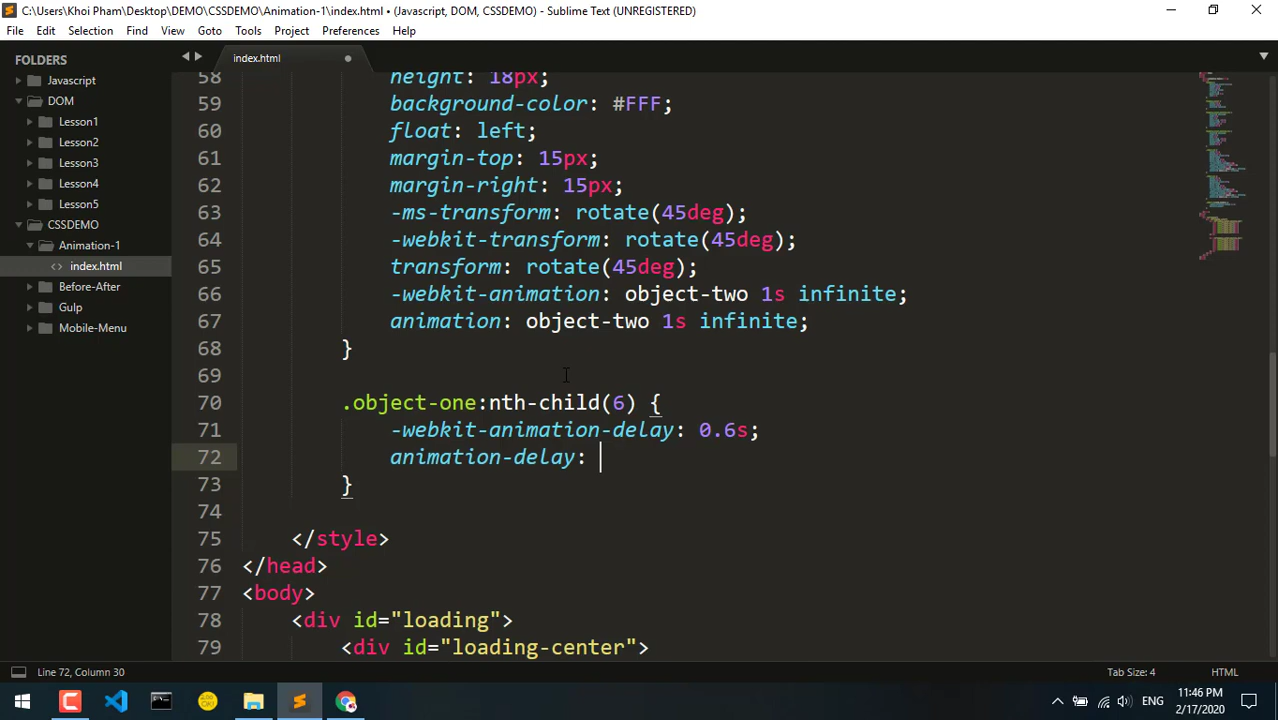 C:\Users\Khoi Pham\Desktop\DEMO\CSSDEMO\Animation-1\index.html • (Javascript, DOM, CSSDEMO) - Sublime Text (UNREGISTERED)
File Edit Selection Find View Goto Tools Project Preferences Help
FOLDERS
Javascript
DOM
Lesson1
Lesson2
Lesson3
Lesson4
Lesson5
CSSDEMO
Animation-1
<> index.html
Before-After
Gulp
Mobile-Menu
index.html
58 height: 18px;
59 background-color: #FFF;
60 float: left;
61 margin-top: 15px;
62 margin-right: 15px;
63 -ms-transform: rotate(45deg);
64 -webkit-transform: rotate(45deg);
65 transform: rotate(45deg);
66 -webkit-animation: object-two 1s infinite;
67 animation: object-two 1s infinite;
68 }
69
70 .object-one:nth-child(6) {
71 -webkit-animation-delay: 0.6s;
72 animation-delay:
73 }
74
75 </style>
76 </head>
77 <body>
78 <div id="loading">
79 <div id="loading-center">
Line 72, Column 30
Tab Size: 4
HTML
ENG
11:46 PM
2/17/2020